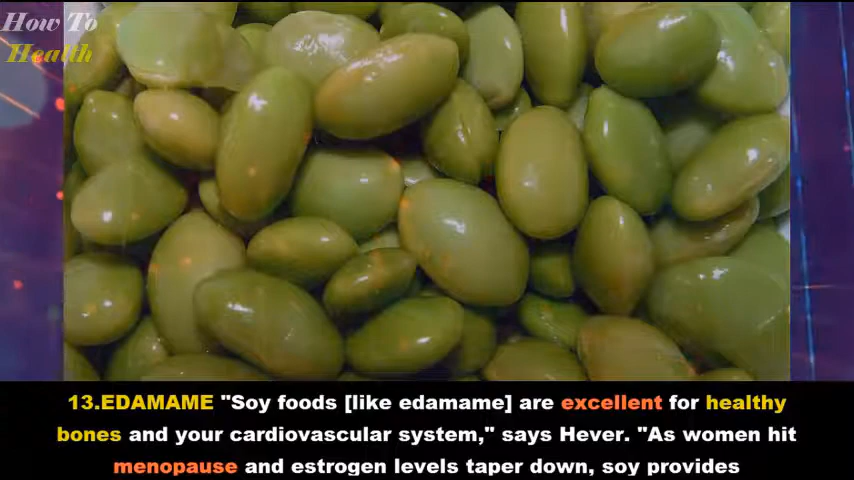 How To
Health
13.EDAMAME "Soy foods [like edamame] are excellent for healthy
bones and your cardiovascular system," says Hever. "As women hit
menopause and estrogen levels taper down, soy provides